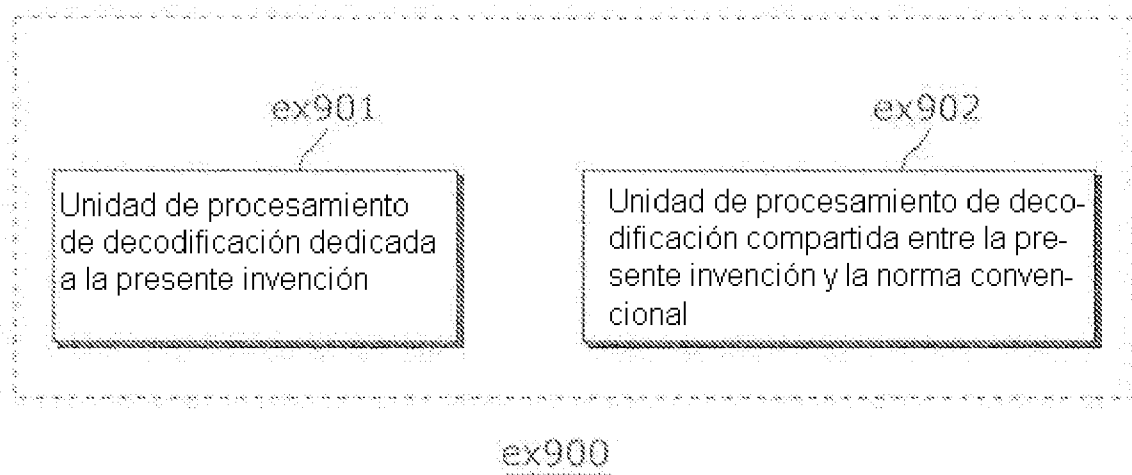 ex901
ex902
Unidad de procesamiento
de decodificación dedicada
a la presente invención
Unidad de procesamiento de deco-
dificación compartida entre la pre-
sente invención y la norma conven-
cional
ex900